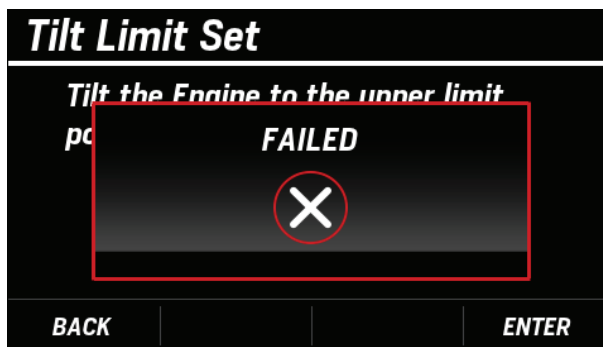 Tilt Limit Set
Tilt the Engine to the upper limit
FAILED
BACK
ENTER